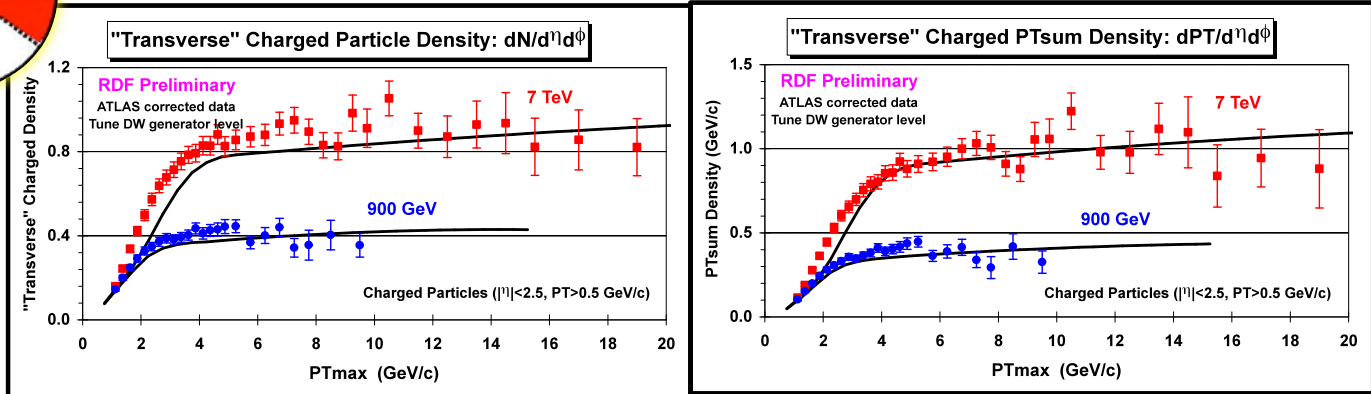 "Transverse" Charged Particle Density: dN/dηdϕ
"Transverse" Charged Density
1.2
0.8
0.4
0.0
RDF Preliminary
ATLAS corrected data
Tune DW generator level
7 TeV
900 GeV
Charged Particles (|η|<2.5, PT>0.5 GeV/c)
0 2 4 6 8 10 12 14 16 18 20
PTmax (GeV/c)
"Transverse" Charged PTsum Density: dPT/dηdϕ
PTsum Density (GeV/c)
1.5
1.0
0.5
0.0
RDF Preliminary
ATLAS corrected data
Tune DW generator level
7 TeV
900 GeV
Charged Particles (|η|<2.5, PT>0.5 GeV/c)
0 2 4 6 8 10 12 14 16 18 20
PTmax (GeV/c)